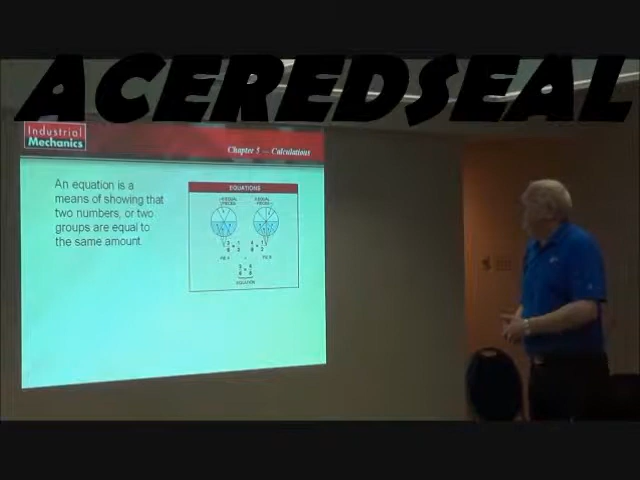 ACEREDSEAL
Industrial
Mechanics
Chapter 5 — Calculations
An equation is a
means of showing that
two numbers, or two
groups are equal to
the same amount
EQUATIONS
EQUATION